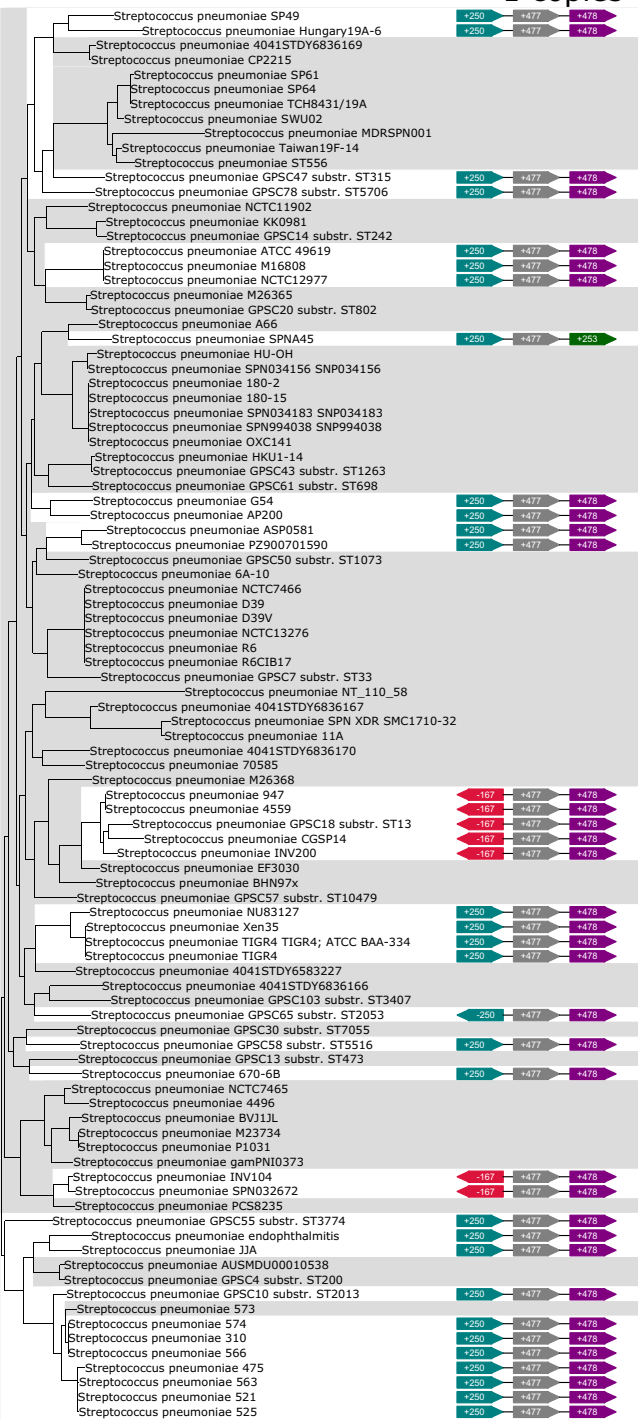 Streptococcus pneumoniae SP49 +250 +477 +478
Streptococcus pneumoniae Hungary19A-6 +250 +477 +478
Streptococcus pneumoniae 4041STDY6836169
Streptococcus pneumoniae CP2215
Streptococcus pneumoniae SP61
Streptococcus pneumoniae SP64
Streptococcus pneumoniae TCH8431/19A
Streptococcus pneumoniae SWU02
Streptococcus pneumoniae MDRSPN001
Streptococcus pneumoniae Taiwan19F-14
Streptococcus pneumoniae ST556
Streptococcus pneumoniae GPSC47 substr. ST315 +250 +477 +478
Streptococcus pneumoniae GPSC78 substr. ST5706 +250 +477 +478
Streptococcus pneumoniae NCTC11902
Streptococcus pneumoniae KK0981
Streptococcus pneumoniae GPSC14 substr. ST242
Streptococcus pneumoniae ATCC 49619 +250 +477 +478
Streptococcus pneumoniae M16808 +250 +477 +478
Streptococcus pneumoniae NCTC12977 +250 +477 +478
Streptococcus pneumoniae M26365
Streptococcus pneumoniae GPSC20 substr. ST802
Streptococcus pneumoniae A66
Streptococcus pneumoniae SPNA45 +250 +477 +253
Streptococcus pneumoniae HU-OH
Streptococcus pneumoniae SPN034156 SNP034156
Streptococcus pneumoniae 180-2
Streptococcus pneumoniae 180-15
Streptococcus pneumoniae SPN034183 SNP034183
Streptococcus pneumoniae SPN994038 SNP994038
Streptococcus pneumoniae OXC141
Streptococcus pneumoniae HKU1-14
Streptococcus pneumoniae GPSC43 substr. ST1263
Streptococcus pneumoniae GPSC61 substr. ST698
Streptococcus pneumoniae G54 +250 +477 +478
Streptococcus pneumoniae AP200 +250 +477 +478
Streptococcus pneumoniae ASP0581 +250 +477 +478
Streptococcus pneumoniae PZ900701590 +250 +477 +478
Streptococcus pneumoniae GPSC50 substr. ST1073
Streptococcus pneumoniae 6A-10
Streptococcus pneumoniae NCTC7466
Streptococcus pneumoniae D39
Streptococcus pneumoniae D39V
Streptococcus pneumoniae NCTC13276
Streptococcus pneumoniae R6
Streptococcus pneumoniae R6CIB17
Streptococcus pneumoniae GPSC7 substr. ST33
Streptococcus pneumoniae NT_110_58
Streptococcus pneumoniae 4041STDY6836167
Streptococcus pneumoniae SPN XDR SMC1710-32
Streptococcus pneumoniae 11A
Streptococcus pneumoniae 4041STDY6836170
Streptococcus pneumoniae 70585
Streptococcus pneumoniae M26368
Streptococcus pneumoniae 947 -167 +477 +478
Streptococcus pneumoniae 4559 -167 +477 +478
Streptococcus pneumoniae GPSC18 substr. ST13 -167 +477 +478
Streptococcus pneumoniae CGSP14 -167 +477 +478
Streptococcus pneumoniae INV200 -167 +477 +478
Streptococcus pneumoniae EF3030
Streptococcus pneumoniae BHN97x
Streptococcus pneumoniae GPSC57 substr. ST10479
Streptococcus pneumoniae NU83127 +250 +477 +478
Streptococcus pneumoniae Xen35 +250 +477 +478
Streptococcus pneumoniae TIGR4 TIGR4; ATCC BAA-334 +250 +477 +478
Streptococcus pneumoniae TIGR4 +250 +477 +478
Streptococcus pneumoniae 4041STDY6583227
Streptococcus pneumoniae 4041STDY6836166
Streptococcus pneumoniae GPSC103 substr. ST3407
Streptococcus pneumoniae GPSC65 substr. ST2053 -250 +477 +478
Streptococcus pneumoniae GPSC30 substr. ST7055
Streptococcus pneumoniae GPSC58 substr. ST5516 +250 +477 +478
Streptococcus pneumoniae GPSC13 substr. ST473
Streptococcus pneumoniae 670-6B +250 +477 +478
Streptococcus pneumoniae NCTC7465
Streptococcus pneumoniae 4496
Streptococcus pneumoniae BVJ1JL
Streptococcus pneumoniae M23734
Streptococcus pneumoniae P1031
Streptococcus pneumoniae gamPNI0373
Streptococcus pneumoniae INV104 -167 +477 +478
Streptococcus pneumoniae SPN032672 -167 +477 +478
Streptococcus pneumoniae PCS8235
Streptococcus pneumoniae GPSC55 substr. ST3774 +250 +477 +478
Streptococcus pneumoniae endophthalmitis +250 +477 +478
Streptococcus pneumoniae JJA +250 +477 +478
Streptococcus pneumoniae AUSMDU00010538
Streptococcus pneumoniae GPSC4 substr. ST200
Streptococcus pneumoniae GPSC10 substr. ST2013 +250 +477 +478
Streptococcus pneumoniae 573
Streptococcus pneumoniae 574 +250 +477 +478
Streptococcus pneumoniae 310 +250 +477 +478
Streptococcus pneumoniae 566 +250 +477 +478
Streptococcus pneumoniae 475 +250 +477 +478
Streptococcus pneumoniae 563 +250 +477 +478
Streptococcus pneumoniae 521 +250 +477 +478
Streptococcus pneumoniae 525 +250 +477 +478